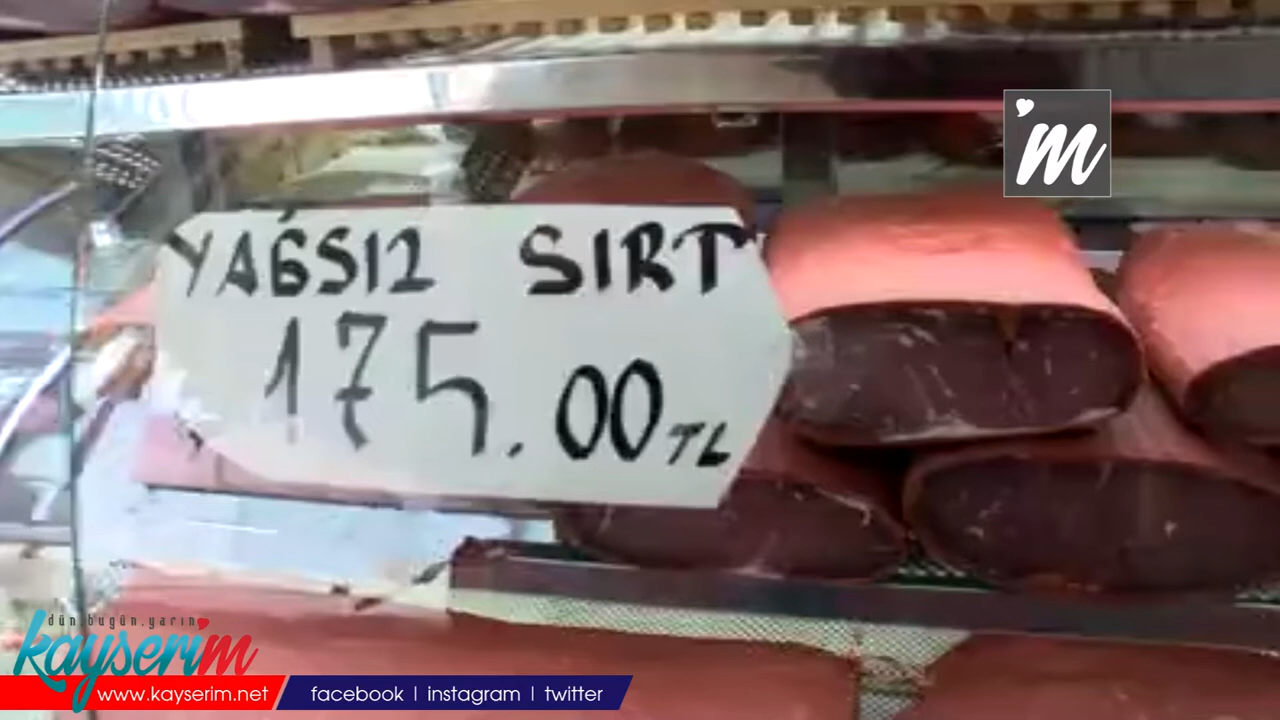 'm
YAĞSIZ SIRT
175.00 TL
dün.bugün.yarın
kayserim
www.kayserim.net
facebook | instagram | twitter